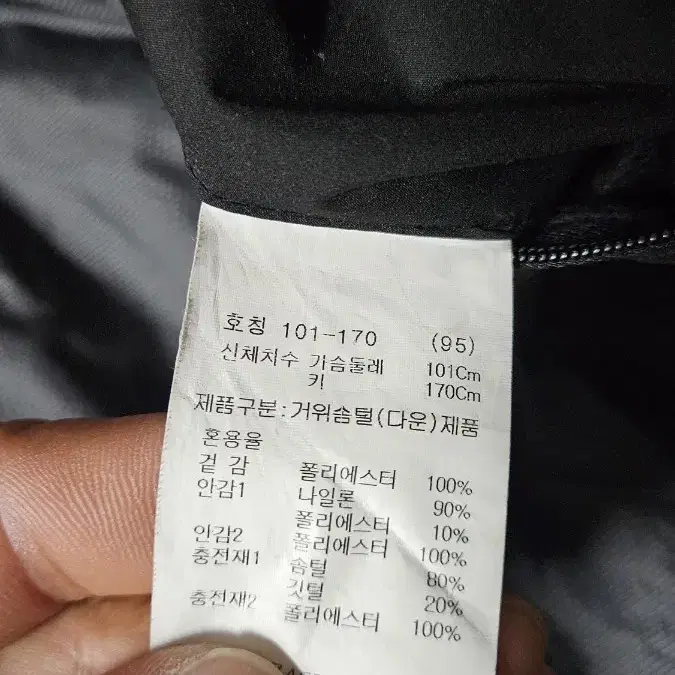 호칭 101-170 (95)
신체치수 가슴둘레 101Cm
키 170Cm
제품구분:거위솜털(다운)제품
혼용율
겉 감 폴리에스터 100%
안감1 나일론 90%
폴리에스터 10%
안감2 폴리에스터 100%
충전재1 솜털 80%
깃털 20%
충전재2 폴리에스터 100%